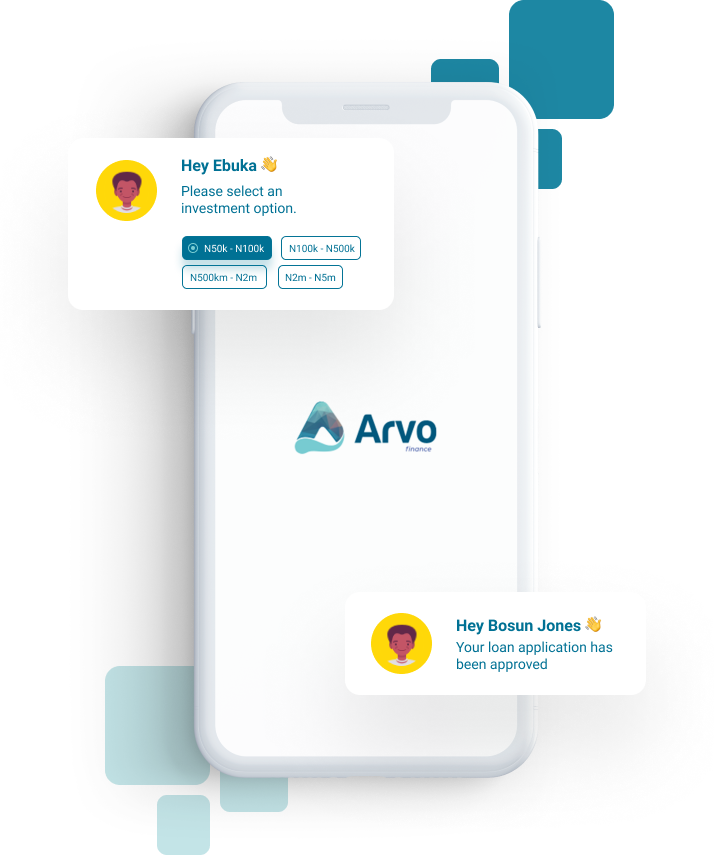 Hey Ebuka 👋
Please select an
investment option.
N50k - N100k
N100k - N500k
N500km - N2m
N2m - N5m
Arvo
finance
Hey Bosun Jones 👋
Your loan application has
been approved